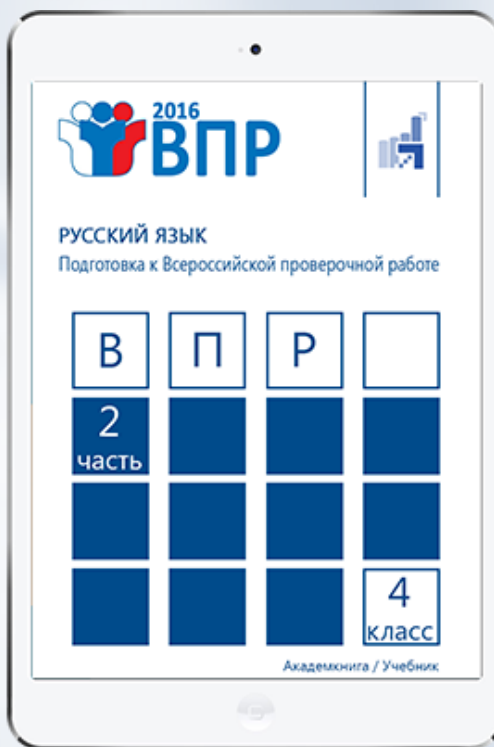 2016
ВПР
РУССКИЙ ЯЗЫК
Подготовка к Всероссийской проверочной работе
В П Р
2
часть
4
класс
Академкнига / Учебник